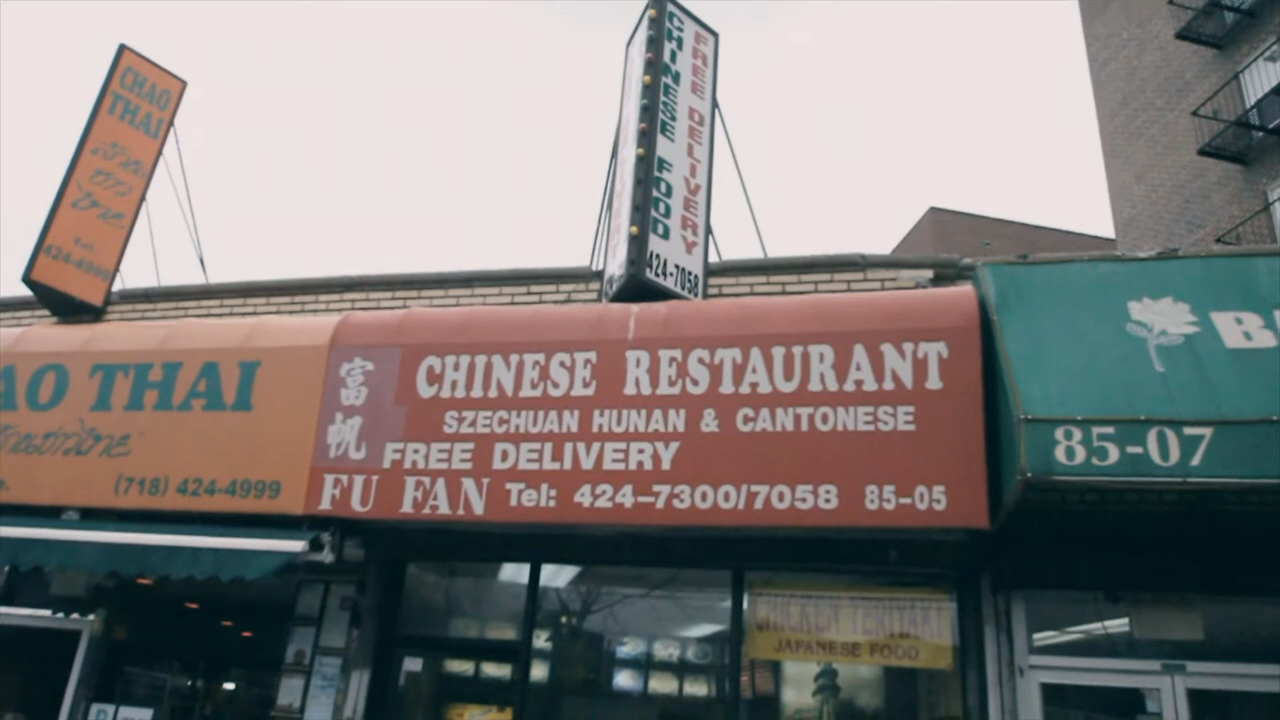 CHAO
THAI
Tel.
424-4999
CHINESE FOOD
FREE DELIVERY
424-7058
AO THAI
(718) 424-4999
富帆
CHINESE RESTAURANT
SZECHUAN HUNAN & CANTONESE
FREE DELIVERY
FU FAN Tel: 424-7300/7058 85-05
B
85-07
CHICKEN TERIYAKI
JAPANESE FOOD